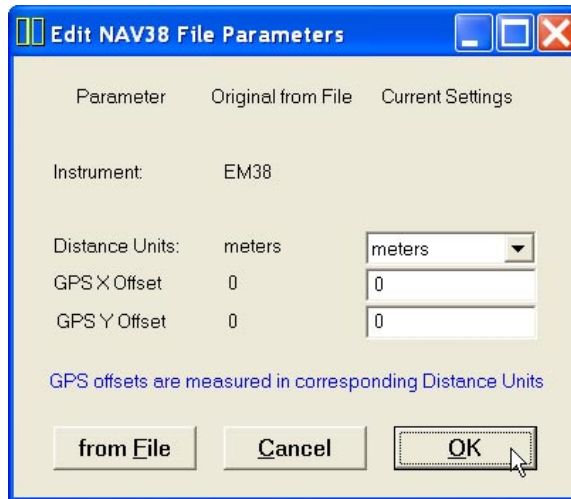 Edit NAV38 File Parameters
Parameter Original from File Current Settings
Instrument: EM38
Distance Units: meters meters
GPS X Offset 0 0
GPS Y Offset 0 0
GPS offsets are measured in corresponding Distance Units
from File Cancel OK